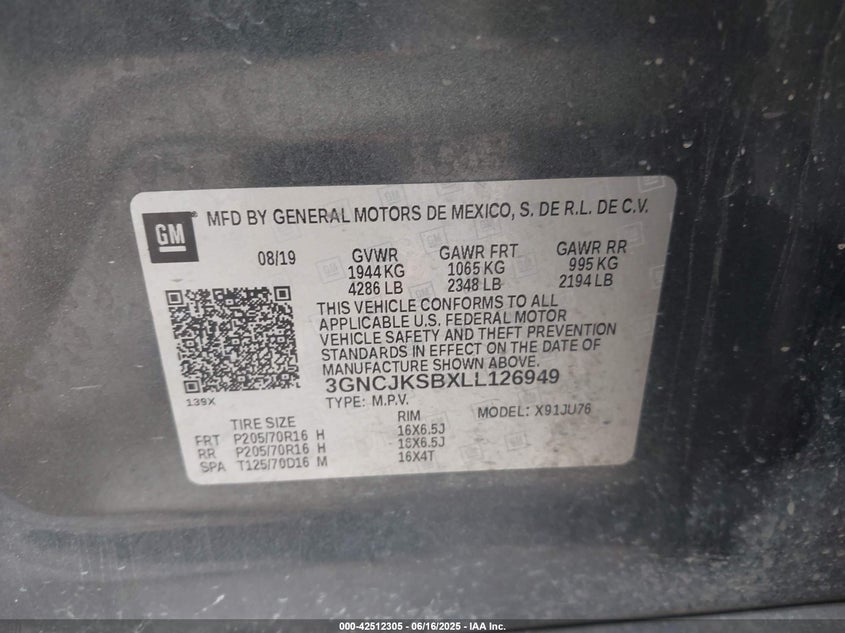 GM
MFD BY GENERAL MOTORS DE MEXICO, S. DE R.L. DE C.V.
08/19 GVWR GAWR FRT GAWR RR
1944 KG 1065 KG 995 KG
4286 LB 2348 LB 2194 LB
THIS VEHICLE CONFORMS TO ALL
APPLICABLE U.S. FEDERAL MOTOR
VEHICLE SAFETY AND THEFT PREVENTION
STANDARDS IN EFFECT ON THE DATE OF
MANUFACTURE SHOWN ABOVE.
139X
3GNCJKSBXLL126949
TYPE: M.P.V. MODEL: X91JU76
TIRE SIZE RIM
FRT P205/70R16 H 16X6.5J
RR P205/70R16 H 16X6.5J
SPA T125/70D16 M 16X4T
000-42512305 - 06/16/2025 - IAA Inc.